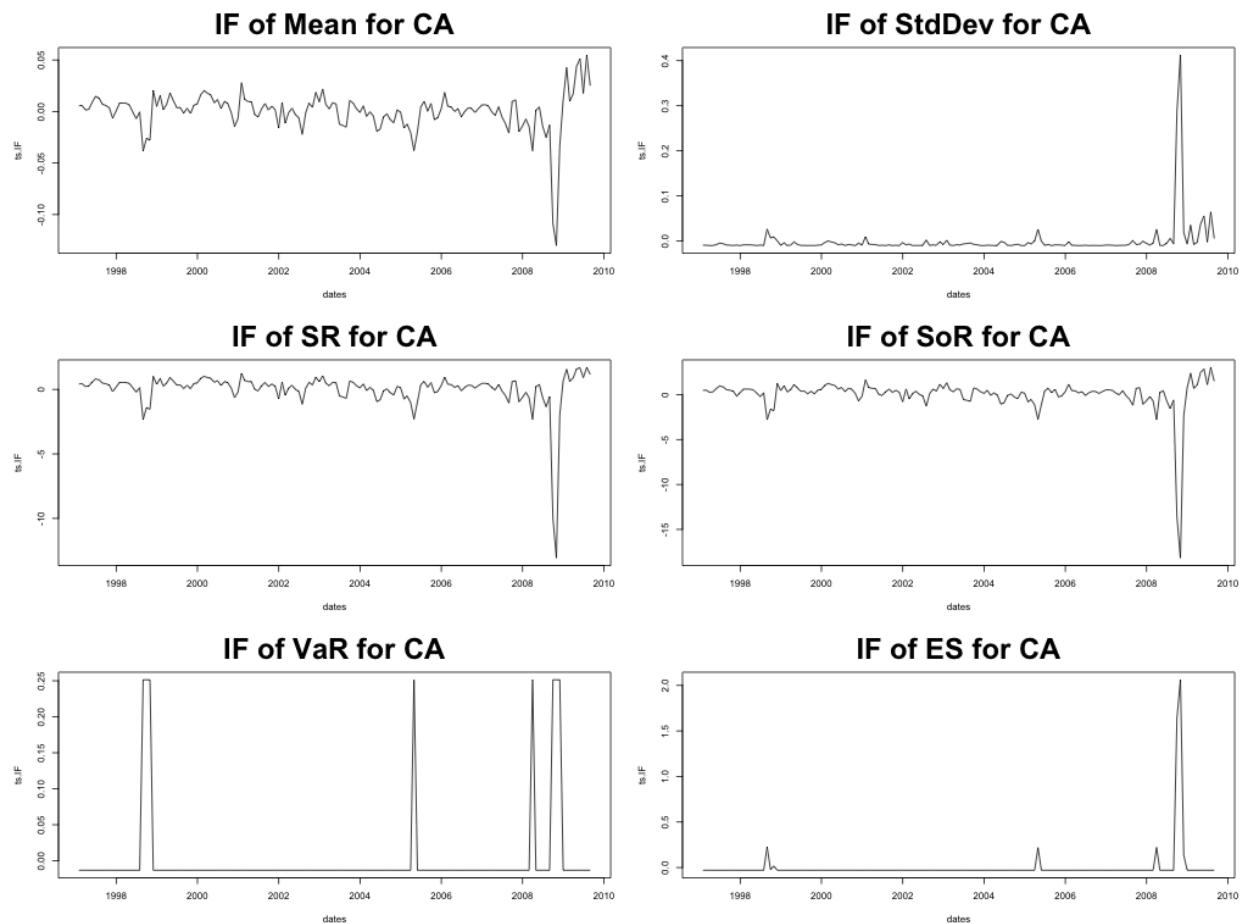 IF of Mean for CA
ts.IF
0.05
0.00
-0.05
-0.10
1998 2000 2002 2004 2006 2008 2010
dates
IF of StdDev for CA
ts.IF
0.4
0.3
0.2
0.1
0.0
1998 2000 2002 2004 2006 2008 2010
dates
IF of SR for CA
ts.IF
0
-5
-10
1998 2000 2002 2004 2006 2008 2010
dates
IF of SoR for CA
ts.IF
0
-5
-10
-15
1998 2000 2002 2004 2006 2008 2010
dates
IF of VaR for CA
ts.IF
0.25
0.20
0.15
0.10
0.05
0.00
1998 2000 2002 2004 2006 2008 2010
dates
IF of ES for CA
ts.IF
2.0
1.5
1.0
0.5
0.0
1998 2000 2002 2004 2006 2008 2010
dates